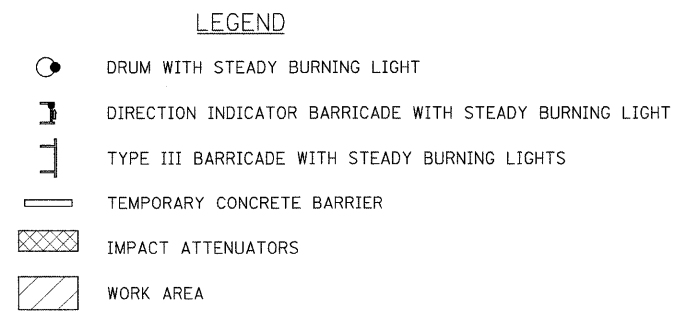 LEGEND
DRUM WITH STEADY BURNING LIGHT
DIRECTION INDICATOR BARRICADE WITH STEADY BURNING LIGHT
TYPE III BARRICADE WITH STEADY BURNING LIGHTS
TEMPORARY CONCRETE BARRIER
IMPACT ATTENUATORS
WORK AREA